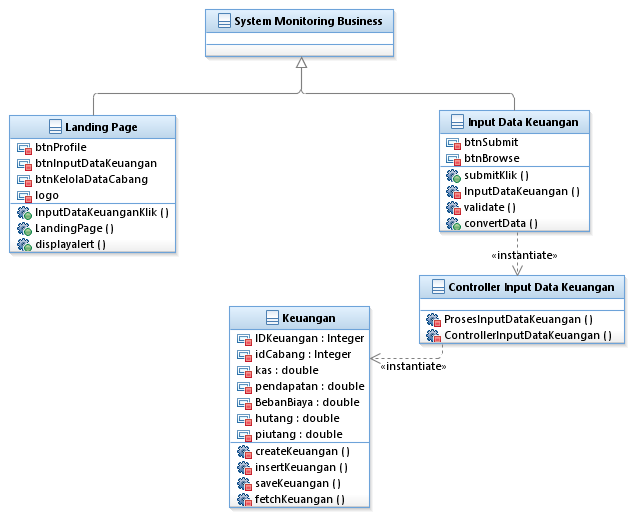 System Monitoring Business
Landing Page
btnProfile
btnInputDataKeuangan
btnKelolaDataCabang
logo
InputDataKeuanganKlik ()
LandingPage ()
displayalert ()
Input Data Keuangan
btnSubmit
btnBrowse
submitKlik ()
InputDataKeuangan ()
validate ()
convertData ()
«instantiate»
Controller Input Data Keuangan
ProsesInputDataKeuangan ()
ControllerInputDataKeuangan ()
«instantiate»
Keuangan
IDKeuangan : Integer
idCabang : Integer
kas : double
pendapatan : double
BebanBiaya : double
hutang : double
piutang : double
createKeuangan ()
insertKeuangan ()
saveKeuangan ()
fetchKeuangan ()